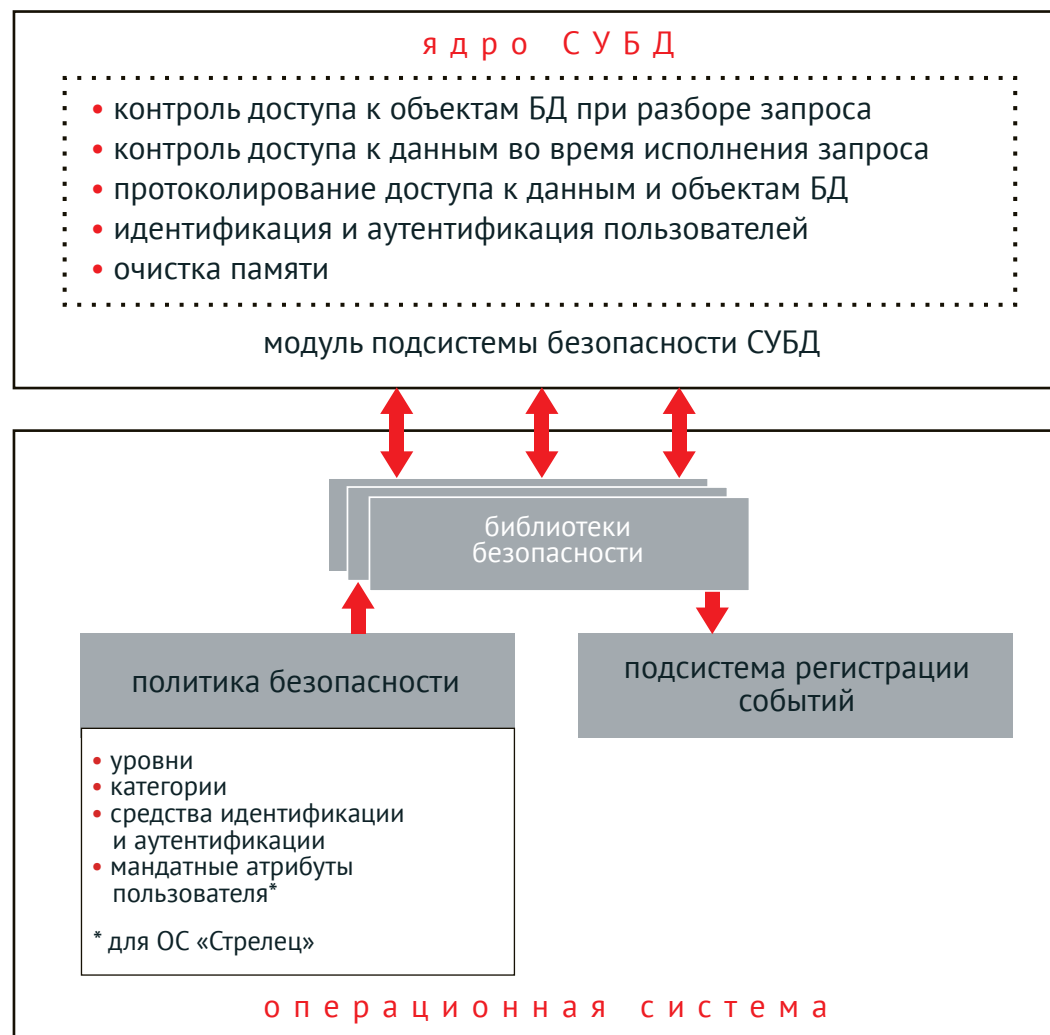 ядро СУБД
• контроль доступа к объектам БД при разборе запроса
• контроль доступа к данным во время исполнения запроса
• протоколирование доступа к данным и объектам БД
• идентификация и аутентификация пользователей
• очистка памяти
модуль подсистемы безопасности СУБД
библиотеки
безопасности
политика безопасности
• уровни
• категории
• средства идентификации
и аутентификации
• мандатные атрибуты
пользователя*
* для ОС «Стрелец»
подсистема регистрации
событий
операционная система